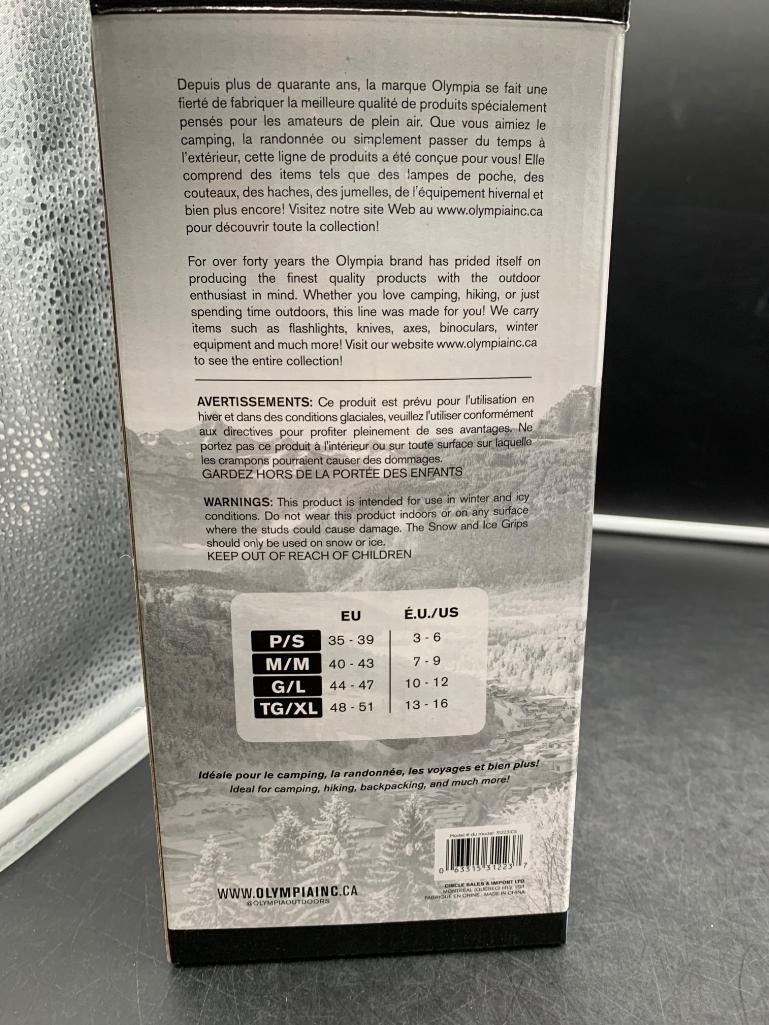 Depuis plus de quarante ans, la marque Olympia se fait une
fierté de fabriquer la meilleure qualité de produits spécialement
pensés pour les amateurs de plein air. Que vous aimiez le
camping, la randonnée ou simplement passer du temps à
l'extérieur, cette ligne de produits a été conçue pour vous! Elle
comprend des items tels que des lampes de poche, des
couteaux, des haches, des jumelles, de l'équipement hivernal et
bien plus encore! Visitez notre site Web au www.olympiainc.ca
pour découvrir toute la collection!
For over forty years the Olympia brand has prided itself on
producing the finest quality products with the outdoor
enthusiast in mind. Whether you love camping, hiking, or just
spending time outdoors, this line was made for you! We carry
items such as flashlights, knives, axes, binoculars, winter
equipment and much more! Visit our website www.olympiainc.ca
to see the entire collection!
AVERTISSEMENTS: Ce produit est prévu pour l'utilisation en
hiver et dans des conditions glaciales, veuillez l'utiliser conformément
aux directives pour profiter pleinement de ses avantages. Ne
portez pas ce produit à l'intérieur ou sur toute surface sur laquelle
les crampons pourraient causer des dommages.
GARDEZ HORS DE LA PORTÉE DES ENFANTS
WARNINGS: This product is intended for use in winter and icy
conditions. Do not wear this product indoors or on any surface
where the studs could cause damage. The Snow and Ice Grips
should only be used on snow or ice.
KEEP OUT OF REACH OF CHILDREN
EU É.U./US
P/S 35 - 39 3 - 6
M/M 40 - 43 7 - 9
G/L 44 - 47 10 - 12
TG/XL 48 - 51 13 - 16
Idéale pour le camping, la randonnée, les voyages et bien plus!
Ideal for camping, hiking, backpacking, and much more!
Model # du model:
0 63315 31223 7
WWW.OLYMPIAINC.CA
@OLYMPIAOUTDOORS
CIRCLE SALES & IMPORT LTD
MONTRÉAL (QUÉBEC)
FABRIQUÉ EN CHINE - MADE IN CHINA